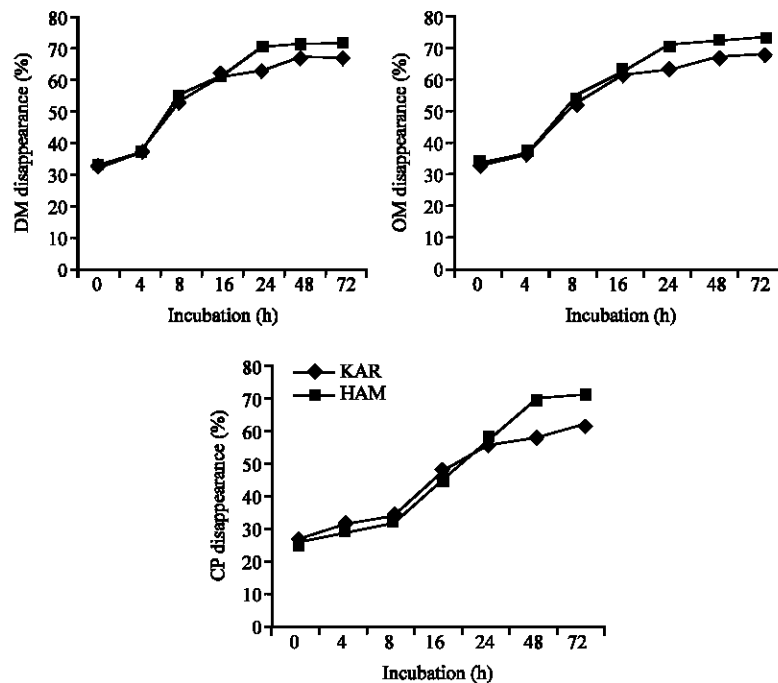 DM disappearance (%)
80
70
60
50
40
30
20
10
0
0 4 8 16 24 48 72
Incubation (h)
OM disappearance (%)
80
70
60
50
40
30
20
10
0
0 4 8 16 24 48 72
Incubation (h)
CP disappearance (%)
80
70
60
50
40
30
20
10
0
KAR
HAM
0 4 8 16 24 48 72
Incubation (h)